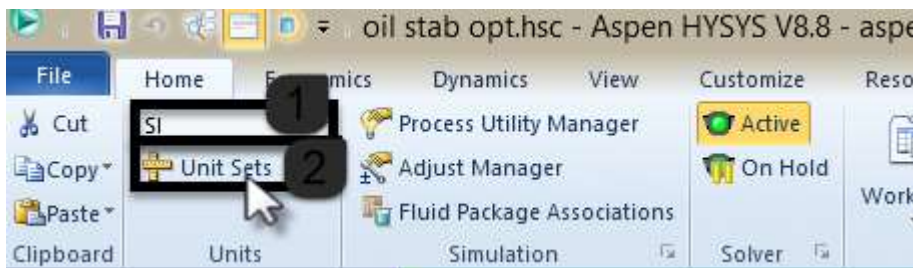 oil stab opt.hsc - Aspen HYSYS V8.8 - aspe
File Home mics Dynamics View Customize Reso
1
Cut SI Process Utility Manager Active
Copy Unit Sets 2 Adjust Manager On Hold
Paste Fluid Package Associations Work
Clipboard Units Simulation Solver